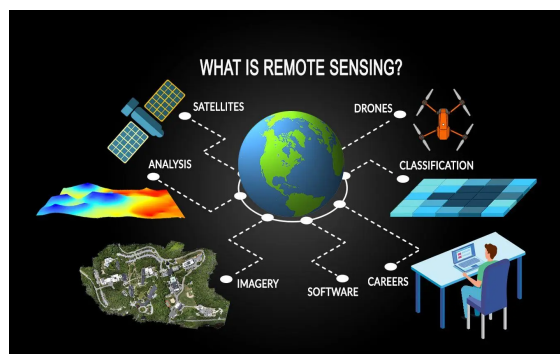 WHAT IS REMOTE SENSING?
SATELLITES
DRONES
ANALYSIS
CLASSIFICATION
IMAGERY
SOFTWARE
CAREERS